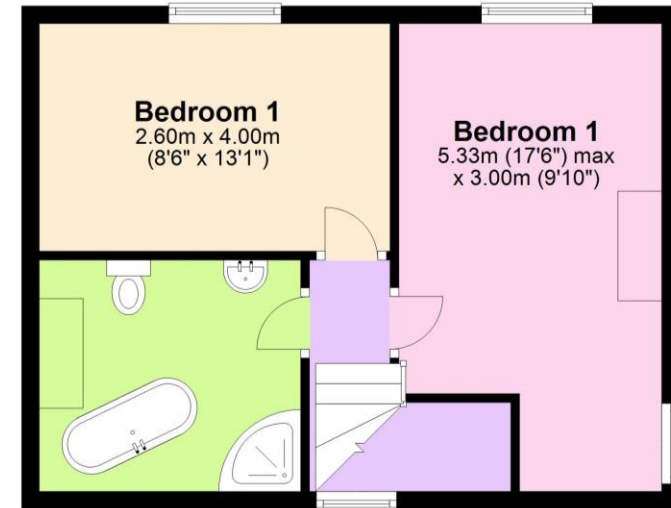 Bedroom 1
2.60m x 4.00m
(8'6" x 13'1")
Bedroom 1
5.33m (17'6") max
x 3.00m (9'10")